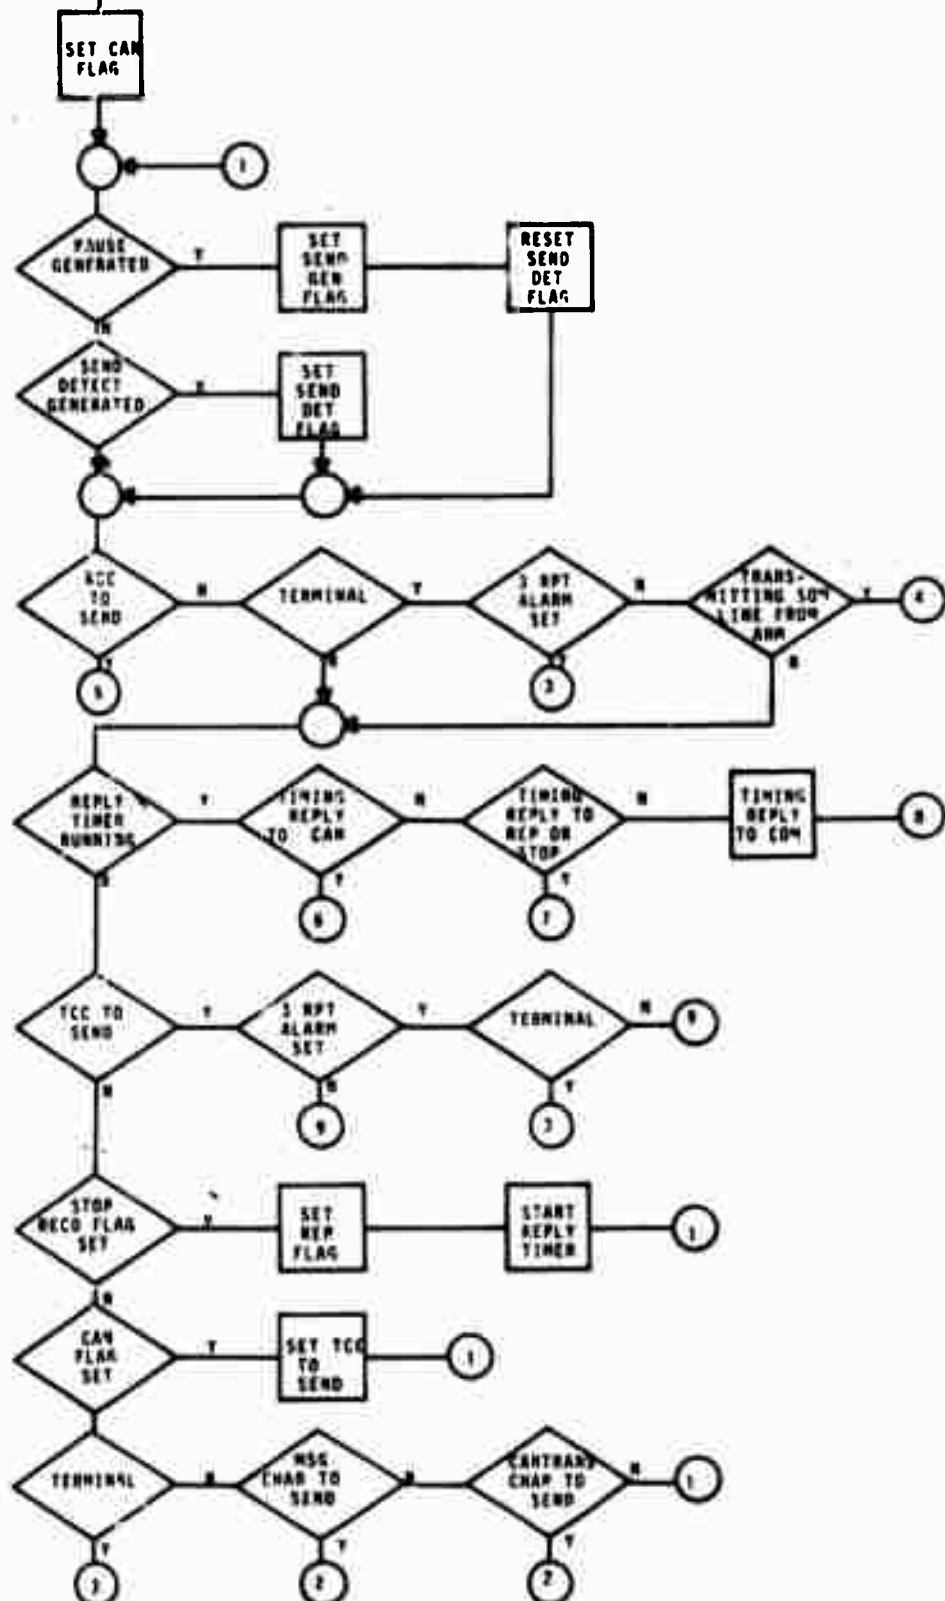 SET CAN
FLAG
1
PAUSE
GENERATED
Y
SET
SEND
GEN
FLAG
RESET
SEND
DET
FLAG
N
SEND
DETECT
GENERATED
Y
SET
SEND
DET
FLAG
TO
SEND
N
TERMINAL
Y
3 RPT
ALARM
SET
N
TRANS-
MITTING SOM
LINE FROM
Y
4
Y
5
N
Y
3
N
REPLY
TIMER
RUNNING
Y
TIMING
REPLY
TO CAN
N
TIMING
REPLY TO
REP OR
STOP
N
TIMING
REPLY
TO COM
8
N
Y
6
Y
7
TCC TO
SEND
Y
3 RPT
ALARM
SET
Y
TERMINAL
N
9
N
N
9
Y
3
STOP
RECD FLAG
SET
Y
SET
REP
FLAG
START
REPLY
TIMER
1
N
CAN
FLAG
SET
Y
SET TCC
TO
SEND
1
TERMINAL
N
MSG
CHAR TO
SEND
N
CANTRAN
CHAR TO
SEND
N
1
Y
Y
2
Y
2